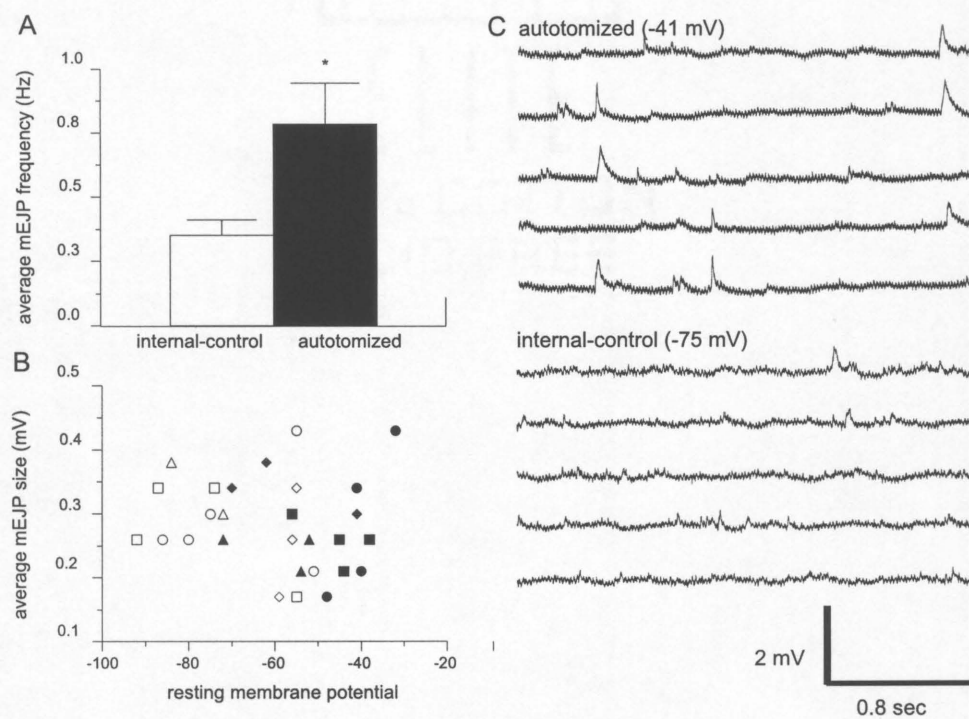 A
average mEJP frequency (Hz)
1.0
0.8
0.5
0.3
0.0
*
internal-control autotomized
B
average mEJP size (mV)
0.5
0.4
0.3
0.2
0.1
-100 -80 -60 -40 -20
resting membrane potential
C autotomized (-41 mV)
internal-control (-75 mV)
2 mV
0.8 sec